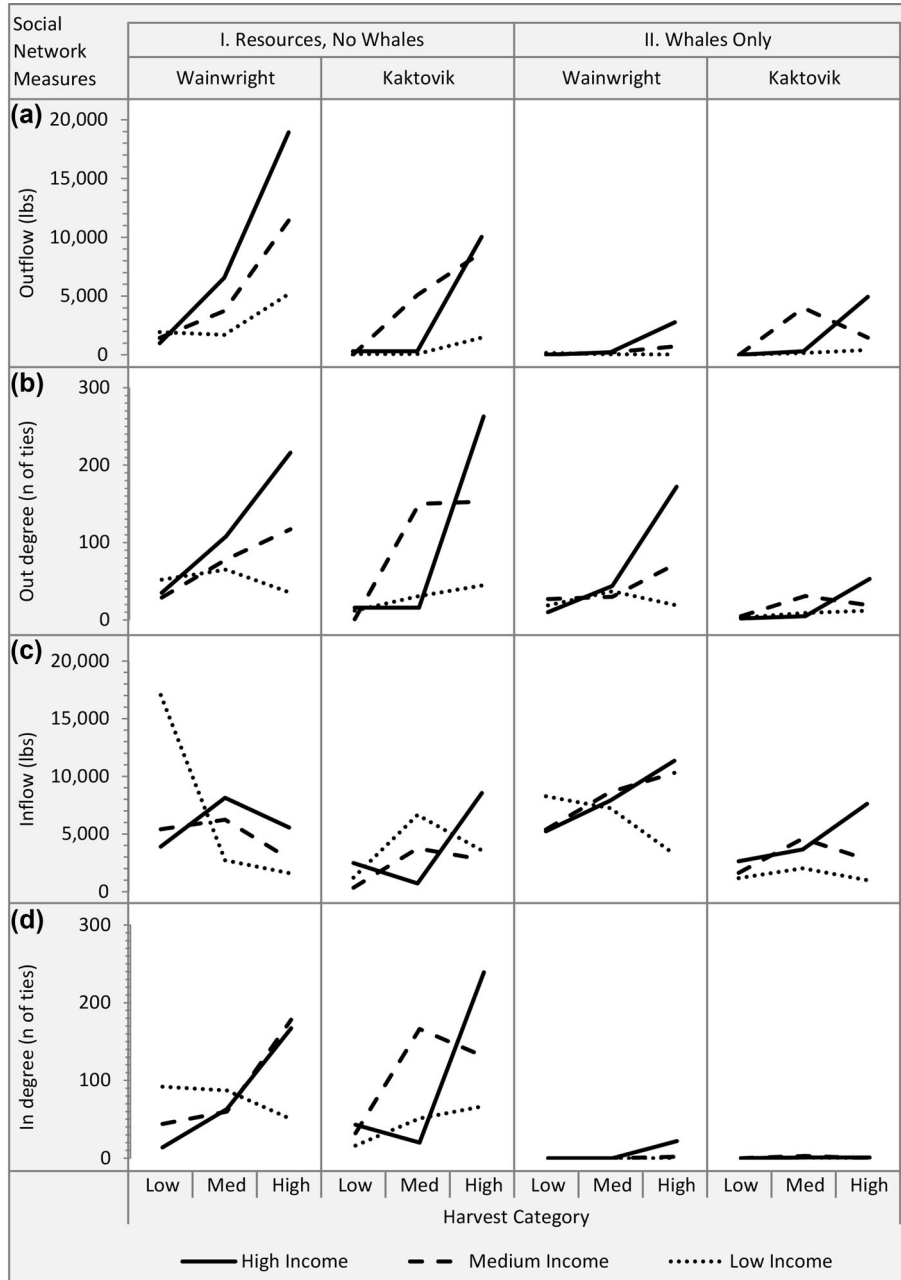 Social
Network
Measures
I. Resources, No Whales
II. Whales Only
Wainwright
Kaktovik
Wainwright
Kaktovik
(a)
Outflow (lbs)
20,000
15,000
10,000
5,000
0
(b)
Out degree (n of ties)
300
200
100
0
(c)
Inflow (lbs)
20,000
15,000
10,000
5,000
0
(d)
In degree (n of ties)
300
200
100
0
Low Med High Low Med High Low Med High Low Med High
Harvest Category
High Income Medium Income Low Income